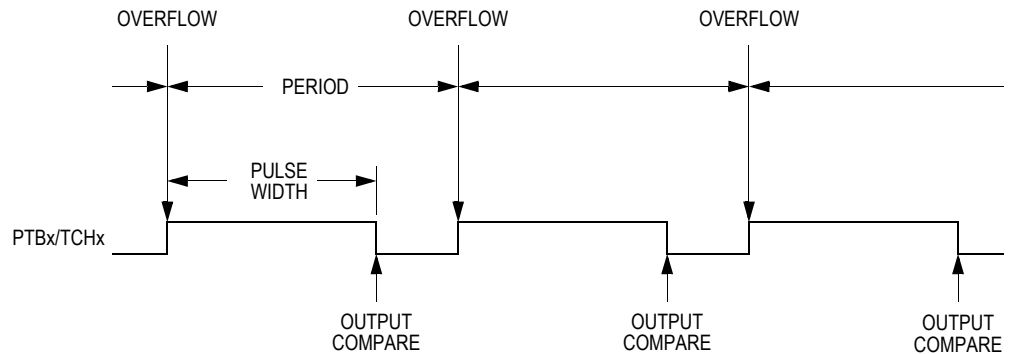 OVERFLOW
OVERFLOW
OVERFLOW
PERIOD
PULSE
WIDTH
PTBx/TCHx
OUTPUT
COMPARE
OUTPUT
COMPARE
OUTPUT
COMPARE